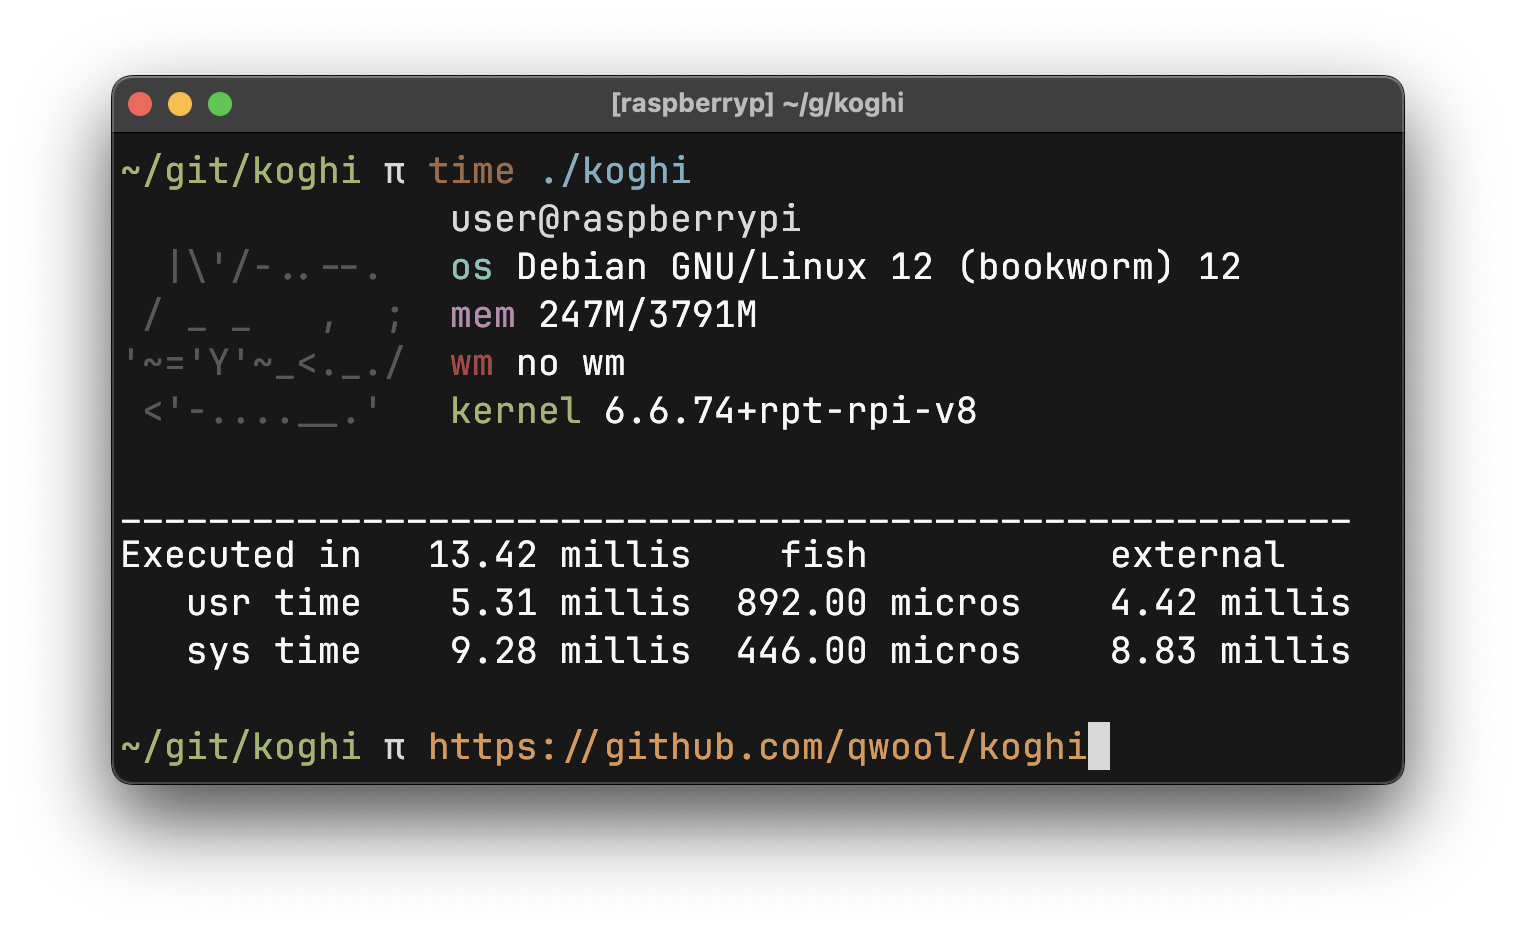 [raspberryp] ~/g/koghi
~/git/koghi π time ./koghi
user@raspberrypi
|\'/-..--.   os Debian GNU/Linux 12 (bookworm) 12
/ _ _   ,  ;   mem 247M/3791M
'~='Y'~_<._./   wm no wm
<'-....__.'   kernel 6.6.74+rpt-rpi-v8
________________________________________________________
Executed in   13.42 millis    fish           external
usr time    5.31 millis  892.00 micros    4.42 millis
sys time    9.28 millis  446.00 micros    8.83 millis
~/git/koghi π https://github.com/qwool/koghi